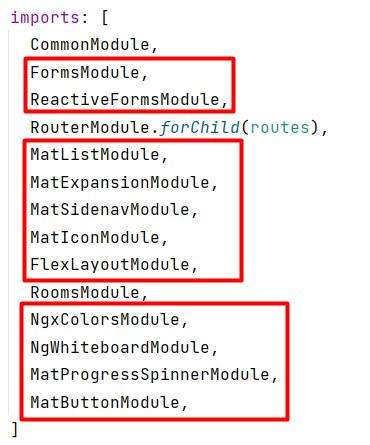 imports: [
CommonModule,
FormsModule,
ReactiveFormsModule,
RouterModule.forChild(routes),
MatListModule,
MatExpansionModule,
MatSidenavModule,
MatIconModule,
FlexLayoutModule,
RoomsModule,
NgxColorsModule,
NgWhiteboardModule,
MatProgressSpinnerModule,
MatButtonModule,
]